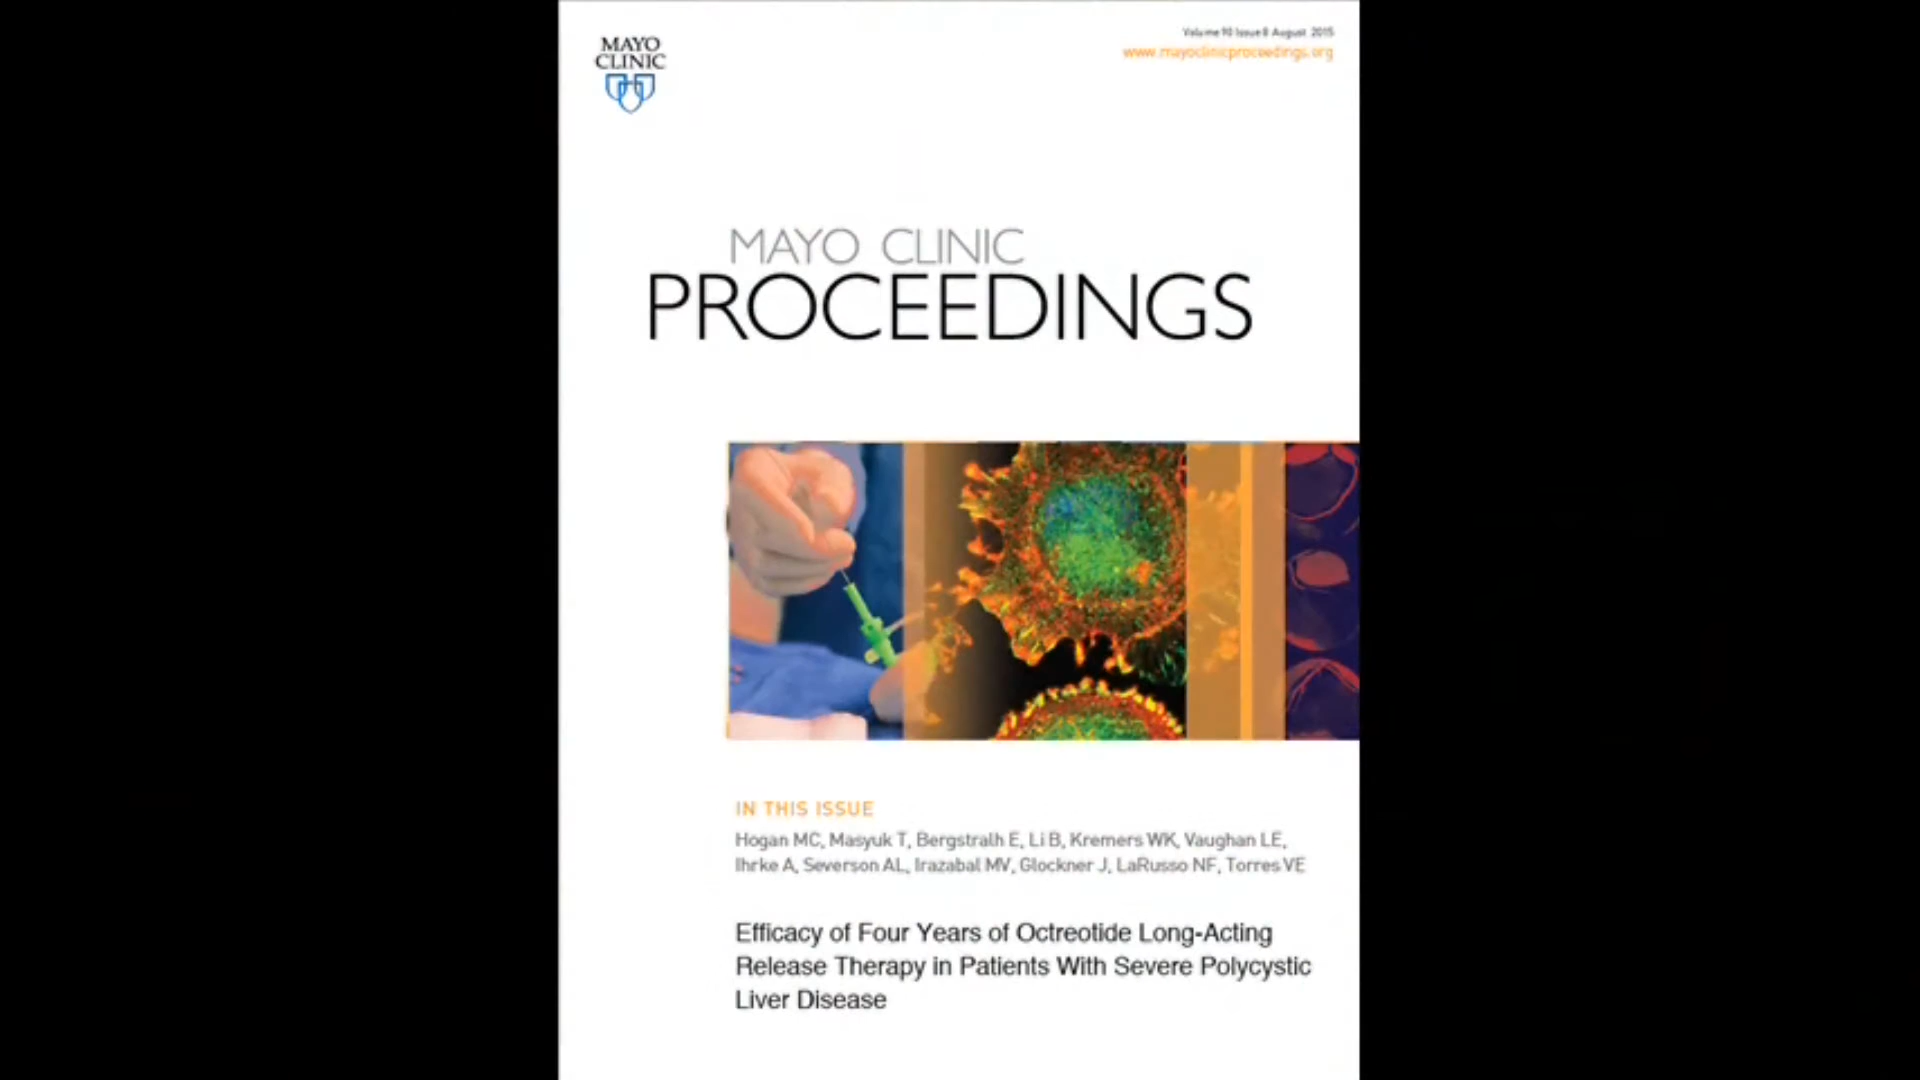 MAYO
CLINIC
Volume 90 Issue 8 August 2015
www.mayoclinicproceedings.org
MAYO CLINIC
PROCEEDINGS
IN THIS ISSUE
Hogan MC, Masyuk T, Bergstralh E, Li B, Kremers WK, Vaughan LE,
Ihrke A, Severson AL, Irazabal MV, Glockner J, LaRusso NF, Torres VE
Efficacy of Four Years of Octreotide Long-Acting
Release Therapy in Patients With Severe Polycystic
Liver Disease